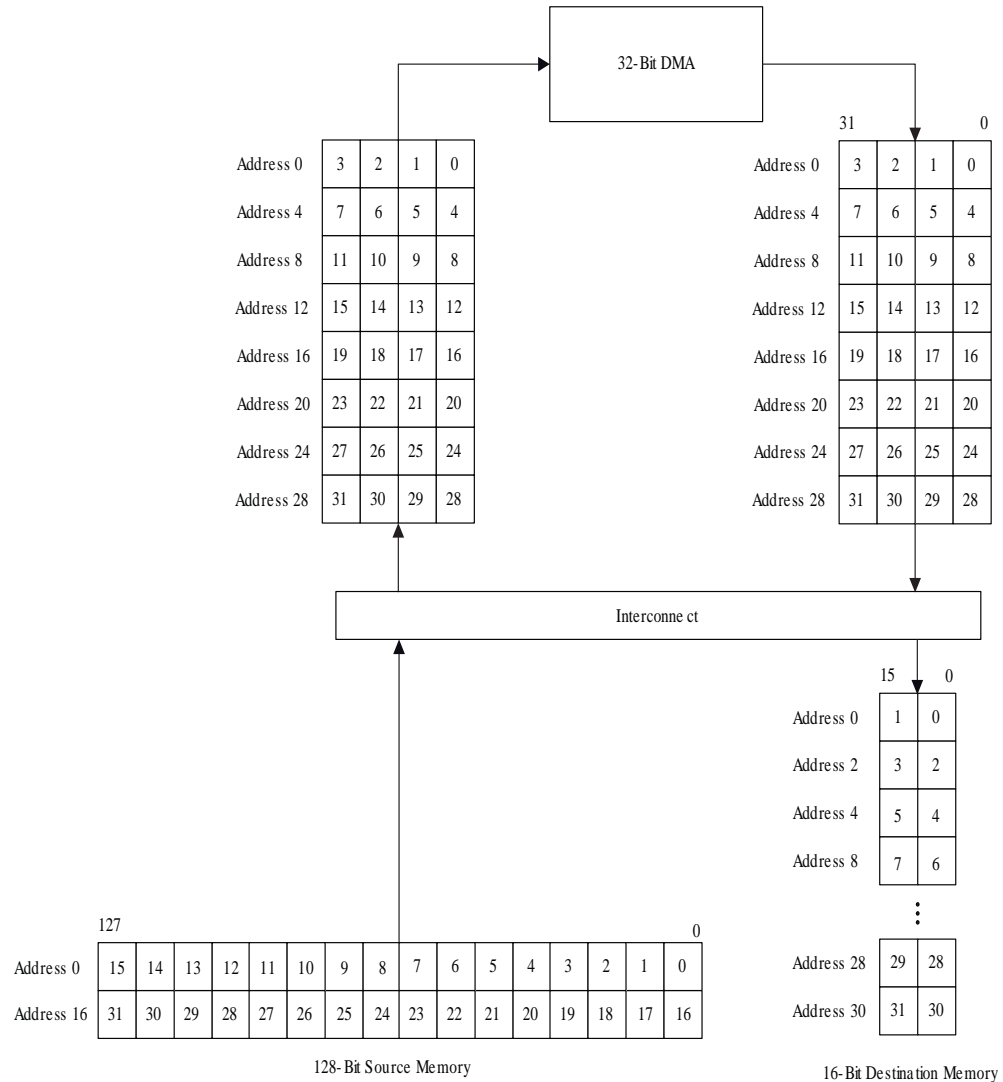 32-Bit DMA
31 0
Address 0 3 2 1 0
Address 4 7 6 5 4
Address 8 11 10 9 8
Address 12 15 14 13 12
Address 16 19 18 17 16
Address 20 23 22 21 20
Address 24 27 26 25 24
Address 28 31 30 29 28
Address 0 3 2 1 0
Address 4 7 6 5 4
Address 8 11 10 9 8
Address 12 15 14 13 12
Address 16 19 18 17 16
Address 20 23 22 21 20
Address 24 27 26 25 24
Address 28 31 30 29 28
Interconne ct
15 0
Address 0 1 0
Address 2 3 2
Address 4 5 4
Address 8 7 6
Address 28 29 28
Address 30 31 30
16-Bit Destination Memory
127 0
Address 0 15 14 13 12 11 10 9 8 7 6 5 4 3 2 1 0
Address 16 31 30 29 28 27 26 25 24 23 22 21 20 19 18 17 16
128-Bit Source Memory